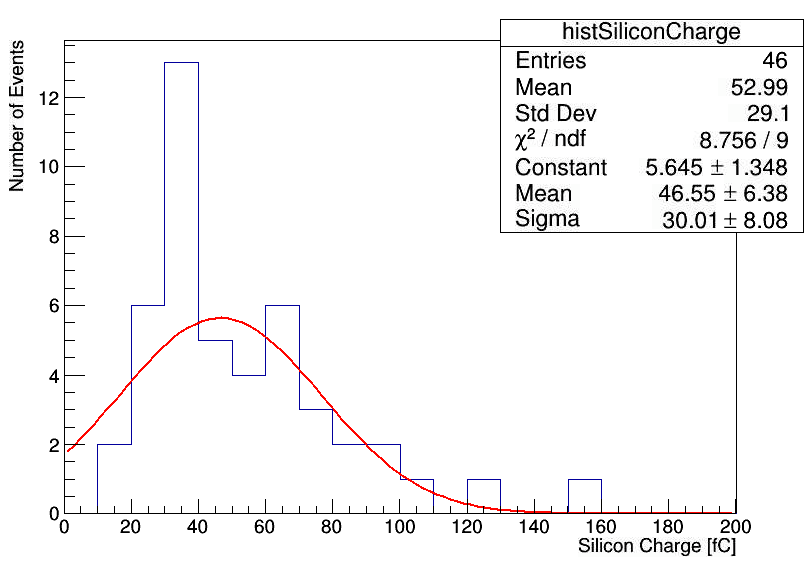 histSiliconCharge
Entries 46
Mean 52.99
Std Dev 29.1
χ² / ndf 8.756 / 9
Constant 5.645 ± 1.348
Mean 46.55 ± 6.38
Sigma 30.01 ± 8.08
Number of Events
12
10
8
6
4
2
0
0 20 40 60 80 100 120 140 160 180 200
Silicon Charge [fC]